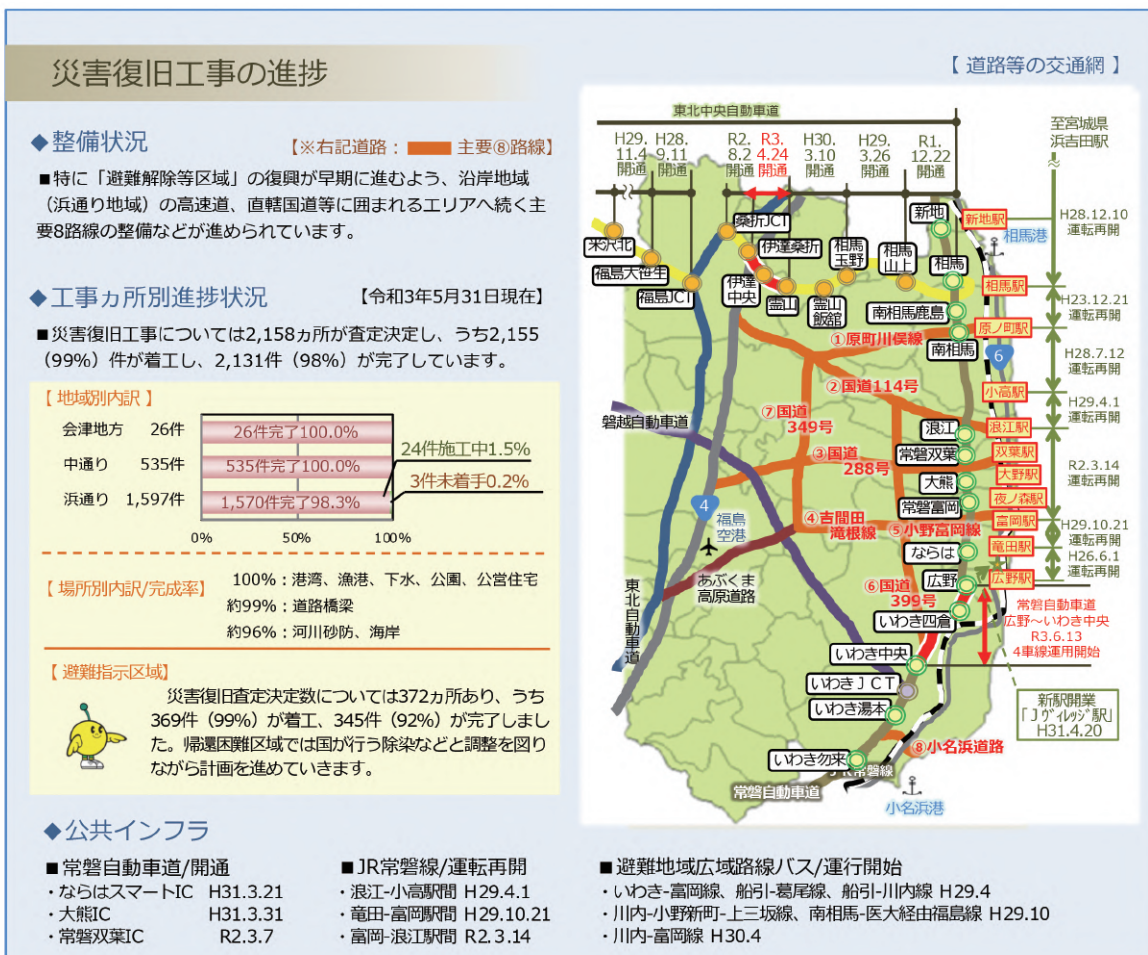 災害復旧工事の進捗
◆整備状況
【※右記道路： 主要⑧路線】
■特に「避難解除等区域」の復興が早期に進むよう、沿岸地域
（浜通り地域）の高速道、直轄国道等に囲まれるエリアへ続く主
要8路線の整備などが進められています。
◆工事ヵ所別進捗状況
【令和3年5月31日現在】
■災害復旧工事については2,158ヵ所が査定決定し、うち2,155
（99%）件が着工し、2,131件（98%）が完了しています。
【 地域別内訳 】
会津地方 26件
26件完了100.0%
中通り 535件
535件完了100.0%
浜通り 1,597件
1,570件完了98.3%
24件施工中1.5%
3件未着手0.2%
0% 50% 100%
【 場所別内訳/完成率】
100%：港湾、漁港、下水、公園、公営住宅
約99%：道路橋梁
約96%：河川砂防、海岸
【 避難指示区域】
災害復旧査定決定数については372ヵ所あり、うち
369件（99%）が着工、345件（92%）が完了しまし
た。帰還困難区域では国が行う除染などと調整を図り
ながら計画を進めていきます。
【 道路等の交通網 】
東北中央自動車道
H29.
11.4
開通
H28.
9.11
開通
R2.
8.2
開通
R3.
4.24
開通
H30.
3.10
開通
H29.
3.26
開通
R1.
12.22
開通
至宮城県
浜吉田駅
米沢北
福島大笹生
福島JCT
桑折JCT
伊達桑折
伊達
中央
霊山
霊山
飯舘
相馬
玉野
相馬
山上
新地
相馬
南相馬鹿島
南相馬
浪江
常磐双葉
大熊
常磐富岡
ならは
広野
いわき四倉
いわき中央
いわきＪＣＴ
いわき湯本
いわき勿来
新地駅
相馬港
相馬駅
原ノ町駅
6
小高駅
浪江駅
双葉駅
大野駅
夜ノ森駅
富岡駅
竜田駅
広野駅
H28.12.10
運転再開
H23.12.21
運転再開
H28.7.12
運転再開
H29.4.1
運転再開
R2.3.14
運転再開
H29.10.21
運転再開
H26.6.1
運転再開
①原町川俣線
②国道114号
⑦国道
349号
③国道
288号
④吉間田
滝根線
⑤小野富岡線
⑥国道
399号
⑧小名浜道路
磐越自動車道
4
福島
空港
あぶくま
高原道路
東北自動車道
常磐自動車道
広野～いわき中央
R3.6.13
4車線運用開始
新駅開業
「Ｊヴィレッジ駅」
H31.4.20
JR常磐線
常磐自動車道
小名浜港
◆公共インフラ
■常磐自動車道/開通
・ならはスマートIC H31.3.21
・大熊IC H31.3.31
・常磐双葉IC R2.3.7
■JR常磐線/運転再開
・浪江-小高駅間 H29.4.1
・竜田-富岡駅間 H29.10.21
・富岡-浪江駅間 R2.3.14
■避難地域広域路線バス/運行開始
・いわき-富岡線、船引-葛尾線、船引-川内線 H29.4
・川内-小野新町-上三坂線、南相馬-医大経由福島線 H29.10
・川内-富岡線 H30.4